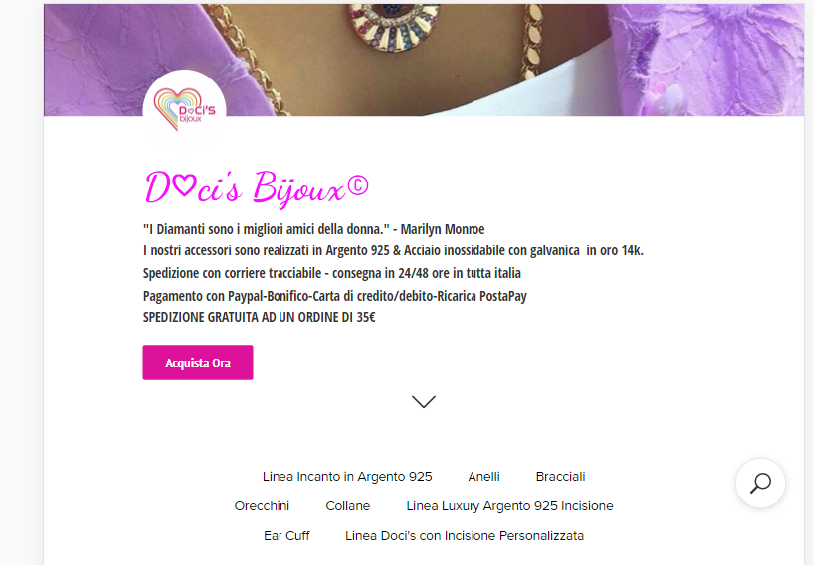 DoCi'S
bijoux
D♡ci's Bijoux©
"I Diamanti sono i migliori amici della donna." - Marilyn Monroe
I nostri accessori sono realizzati in Argento 925 & Acciaio inossidabile con galvanica in oro 14k.
Spedizione con corriere tracciabile - consegna in 24/48 ore in tutta italia
Pagamento con Paypal-Bonifico-Carta di credito/debito-Ricarica PostaPay
SPEDIZIONE GRATUITA AD UN ORDINE DI 35€
Acquista Ora
Linea Incanto in Argento 925 Anelli Bracciali
Orecchini Collane Linea Luxury Argento 925 Incisione
Ear Cuff Linea Doci's con Incisione Personalizzata